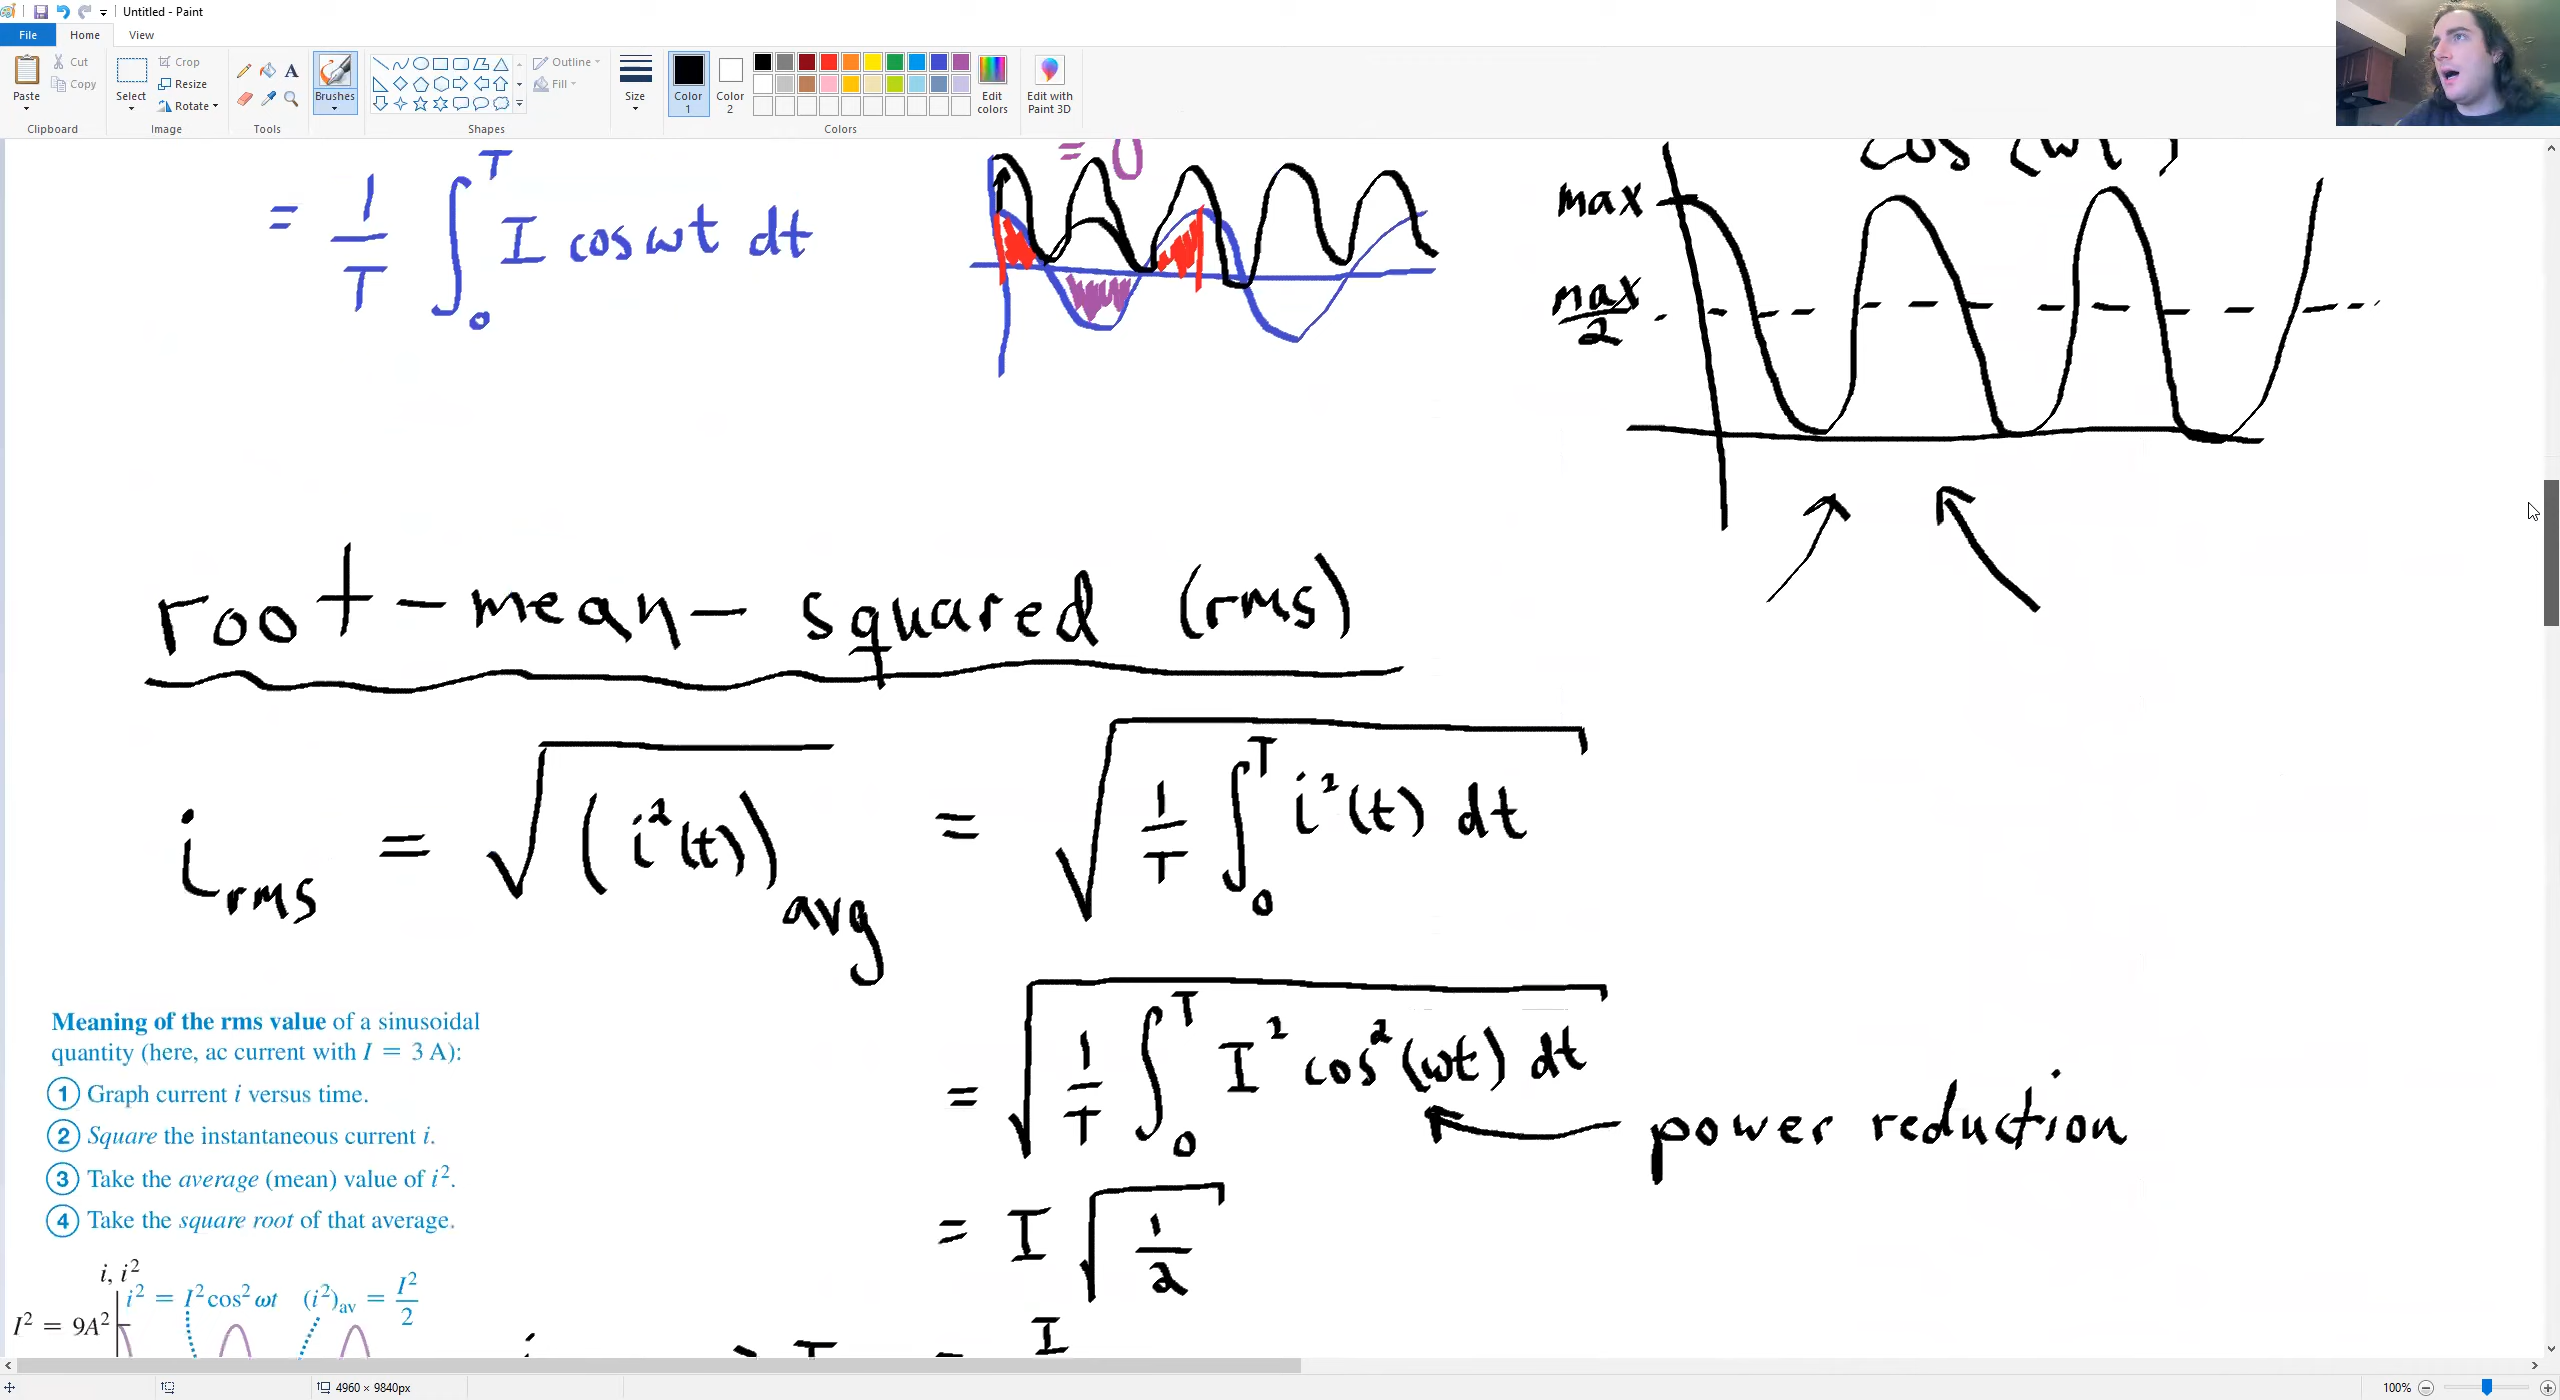 Untitled - Paint
File Home View
Paste
Cut
Copy
Clipboard
Select
Crop
Resize
Rotate
Image
Tools
Brushes
Outline
Fill
Shapes
Size
Color 1
Color 2
Edit colors
Colors
Edit with Paint 3D
= 1/T ∫₀ᵀ I cos ωt dt
= 0
cos (ωt)
max
max/2
root-mean-squared (rms)
i_rms = √(i²(t))_avg = √(1/T ∫₀ᵀ i²(t) dt)
= √(1/T ∫₀ᵀ I² cos²(ωt) dt)
power reduction
= I √(1/2)
= I
Meaning of the rms value of a sinusoidal
quantity (here, ac current with I = 3 A):
1 Graph current i versus time.
2 Square the instantaneous current i.
3 Take the average (mean) value of i².
4 Take the square root of that average.
i, i²
i² = I² cos² ωt (i²)av = I²/2
I² = 9A²
4960 × 9840px
100%